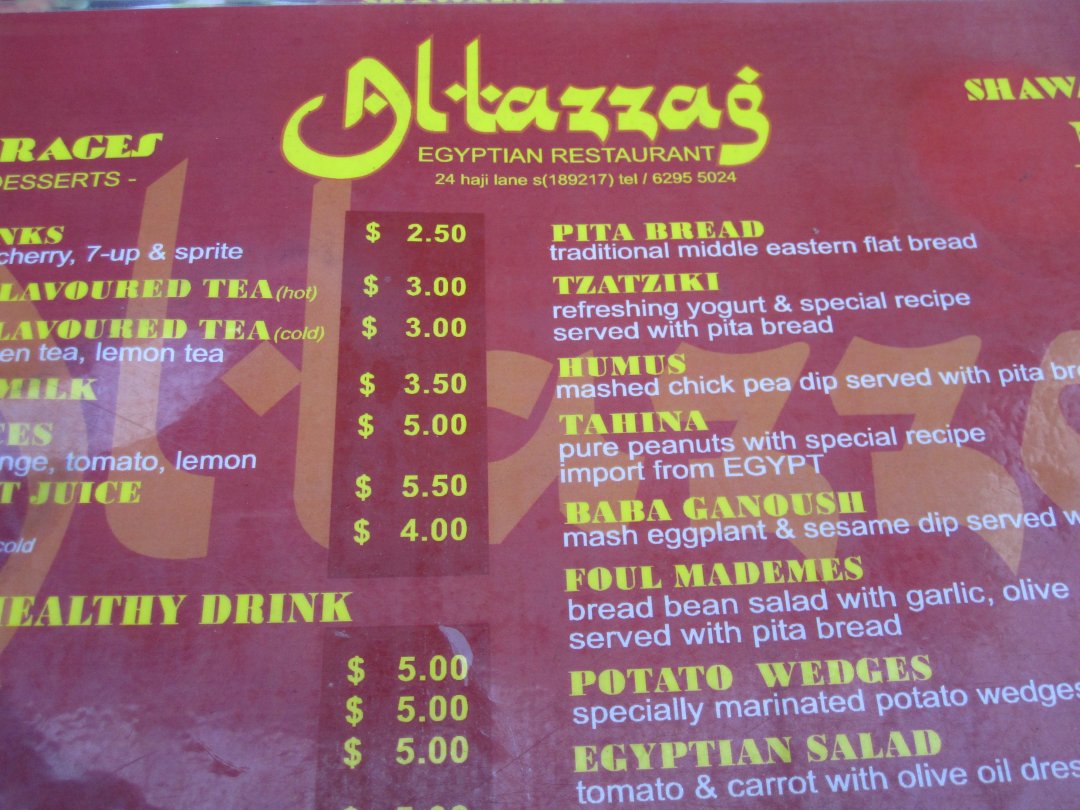 Al-tazzag
EGYPTIAN RESTAURANT
24 haji lane s(189217) tel / 6295 5024
RAGES
DESSERTS -
NKS $ 2.50
cherry, 7-up & sprite
LAVOURED TEA (hot) $ 3.00
LAVOURED TEA (cold) $ 3.00
en tea, lemon tea
MILK $ 3.50
CES $ 5.00
nge, tomato, lemon
T JUICE $ 5.50
$ 4.00
cold
HEALTHY DRINK
$ 5.00
$ 5.00
$ 5.00
SHAWA
PITA BREAD
traditional middle eastern flat bread
TZATZIKI
refreshing yogurt & special recipe
served with pita bread
HUMUS
mashed chick pea dip served with pita bre
TAHINA
pure peanuts with special recipe
import from EGYPT
BABA GANOUSH
mash eggplant & sesame dip served w
FOUL MADEMES
bread bean salad with garlic, olive
served with pita bread
POTATO WEDGES
specially marinated potato wedges
EGYPTIAN SALAD
tomato & carrot with olive oil dres